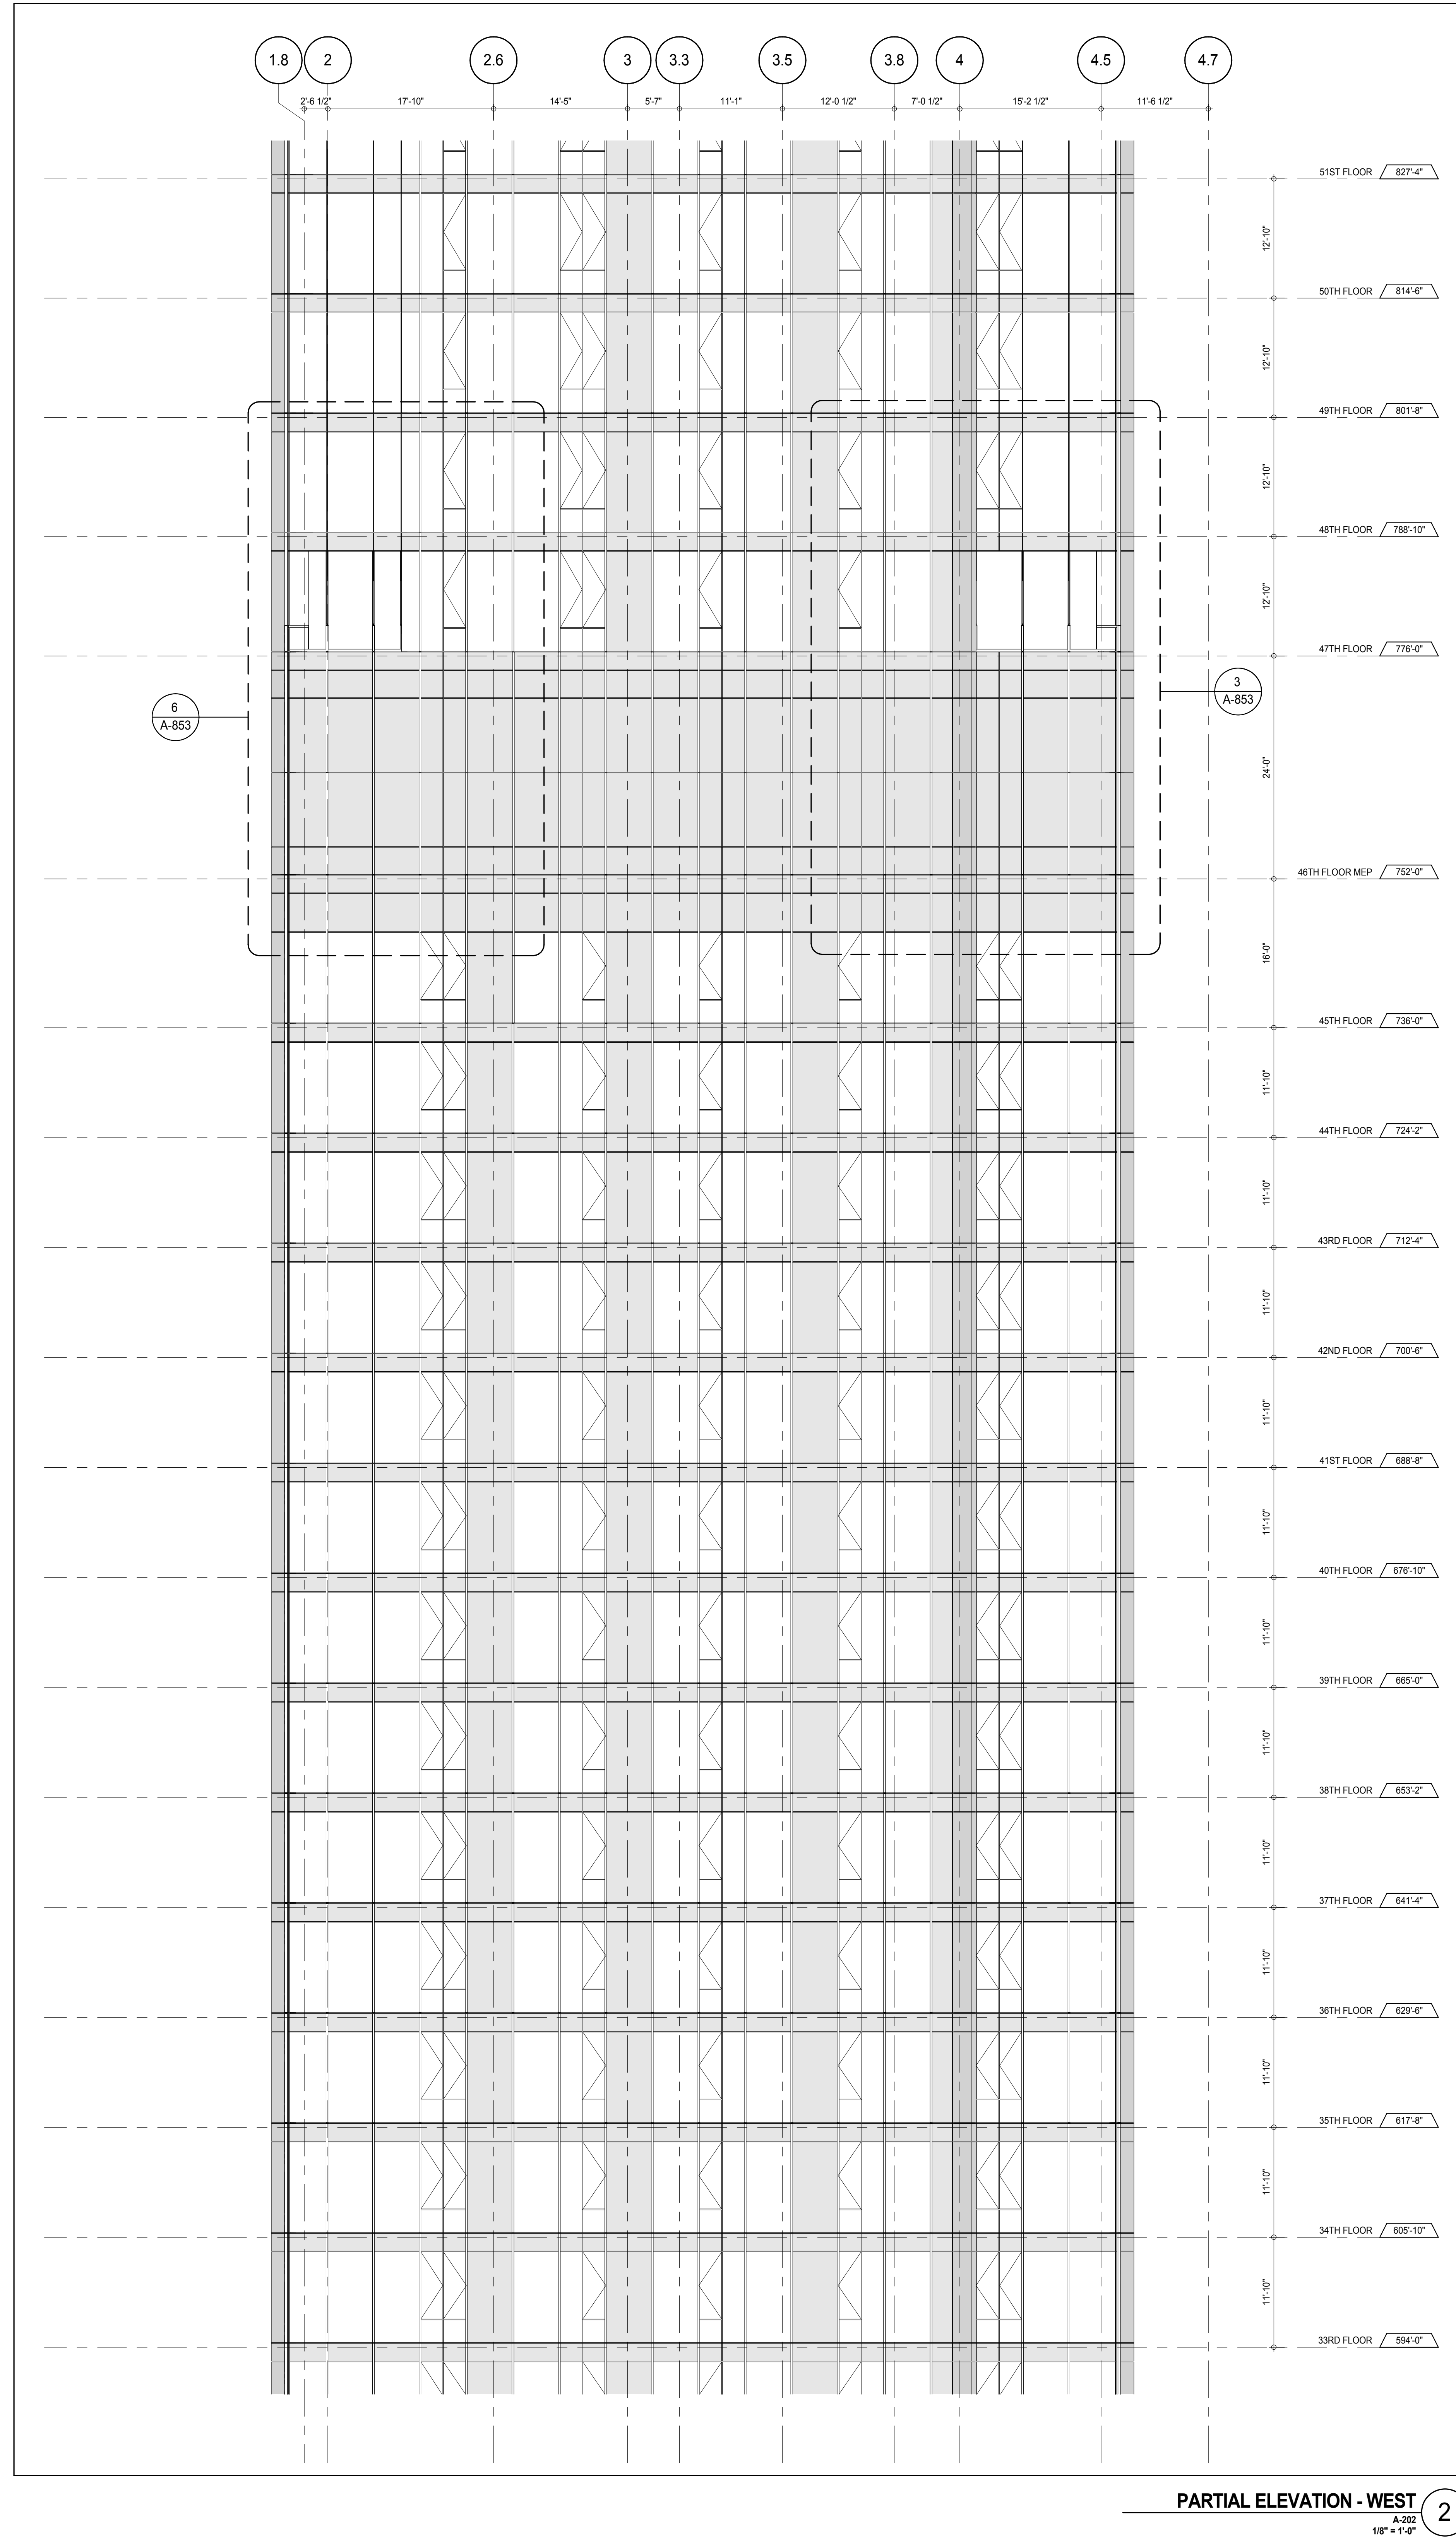 1.8 2 2.6 3 3.3 3.5 3.8 4 4.5 4.7
2'-6 1/2" 17'-10" 14'-5" 5'-7" 11'-1" 12'-0 1/2" 7'-0 1/2" 15'-2 1/2" 11'-6 1/2"
51ST FLOOR 827'-4"
12'-10"
50TH FLOOR 814'-6"
12'-10"
49TH FLOOR 801'-8"
12'-10"
48TH FLOOR 788'-10"
12'-10"
47TH FLOOR 776'-0"
6
A-853
3
A-853
24'-0"
46TH FLOOR MEP 752'-0"
16'-0"
45TH FLOOR 736'-0"
11'-10"
44TH FLOOR 724'-2"
11'-10"
43RD FLOOR 712'-4"
11'-10"
42ND FLOOR 700'-6"
11'-10"
41ST FLOOR 688'-8"
11'-10"
40TH FLOOR 676'-10"
11'-10"
39TH FLOOR 665'-0"
11'-10"
38TH FLOOR 653'-2"
11'-10"
37TH FLOOR 641'-4"
11'-10"
36TH FLOOR 629'-6"
11'-10"
35TH FLOOR 617'-8"
11'-10"
34TH FLOOR 605'-10"
11'-10"
33RD FLOOR 594'-0"
PARTIAL ELEVATION - WEST 2
A-202
1/8" = 1'-0"